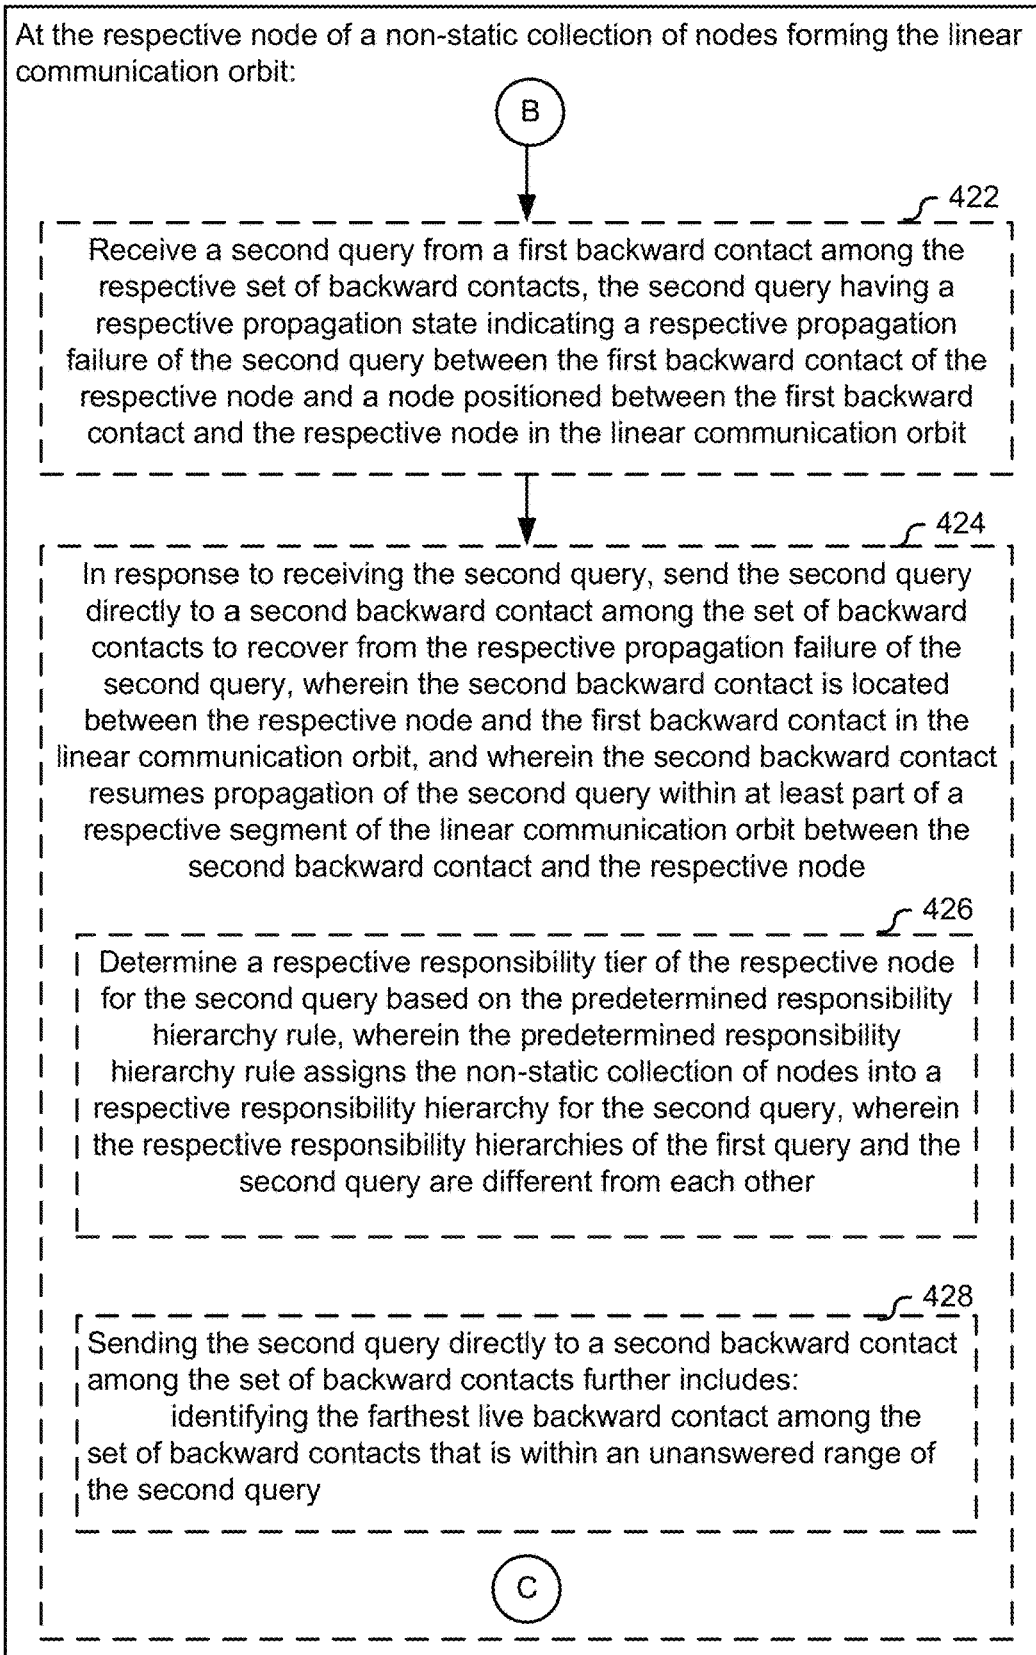 At the respective node of a non-static collection of nodes forming the linear
communication orbit:
B
422
Receive a second query from a first backward contact among the
respective set of backward contacts, the second query having a
respective propagation state indicating a respective propagation
failure of the second query between the first backward contact of the
respective node and a node positioned between the first backward
contact and the respective node in the linear communication orbit
424
In response to receiving the second query, send the second query
directly to a second backward contact among the set of backward
contacts to recover from the respective propagation failure of the
second query, wherein the second backward contact is located
between the respective node and the first backward contact in the
linear communication orbit, and wherein the second backward contact
resumes propagation of the second query within at least part of a
respective segment of the linear communication orbit between the
second backward contact and the respective node
426
Determine a respective responsibility tier of the respective node
for the second query based on the predetermined responsibility
hierarchy rule, wherein the predetermined responsibility
hierarchy rule assigns the non-static collection of nodes into a
respective responsibility hierarchy for the second query, wherein
the respective responsibility hierarchies of the first query and the
second query are different from each other
428
Sending the second query directly to a second backward contact
among the set of backward contacts further includes:
identifying the farthest live backward contact among the
set of backward contacts that is within an unanswered range of
the second query
C